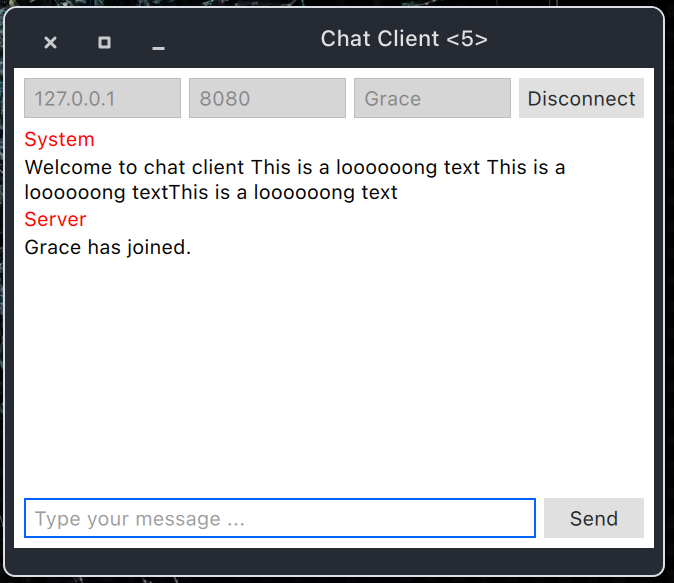 Chat Client <5>
127.0.0.1 8080 Grace Disconnect
System
Welcome to chat client This is a loooooong text This is a
loooooong textThis is a loooooong text
Server
Grace has joined.
Type your message ... Send